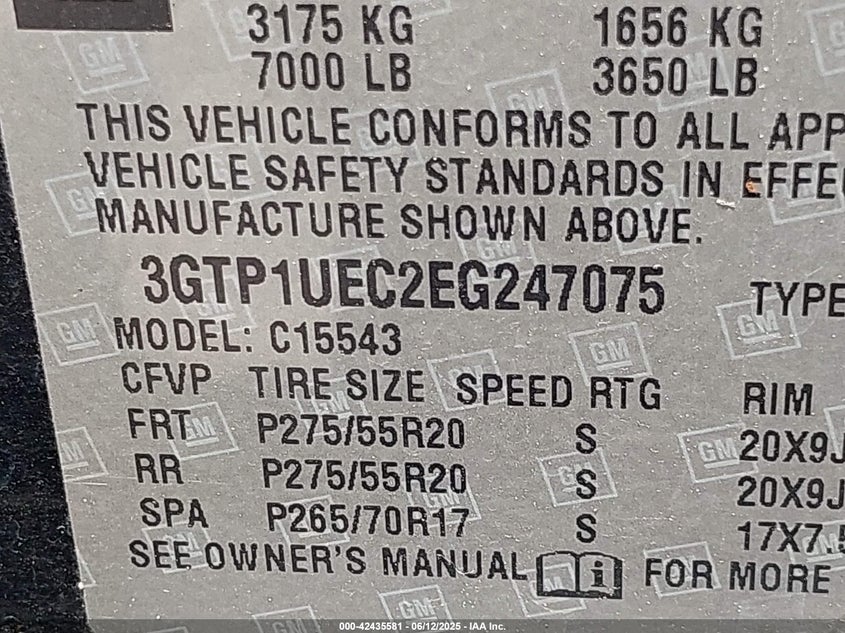 3175 KG 1656 KG
7000 LB 3650 LB
THIS VEHICLE CONFORMS TO ALL APP
VEHICLE SAFETY STANDARDS IN EFFE
MANUFACTURE SHOWN ABOVE.
3GTP1UEC2EG247075 TYPE
MODEL: C15543
CFVP TIRE SIZE SPEED RTG RIM
FRT P275/55R20 S 20X9J
RR P275/55R20 S 20X9J
SPA P265/70R17 S 17X7.5
SEE OWNER'S MANUAL i FOR MORE
000-42435581 - 06/12/2025 - IAA Inc.